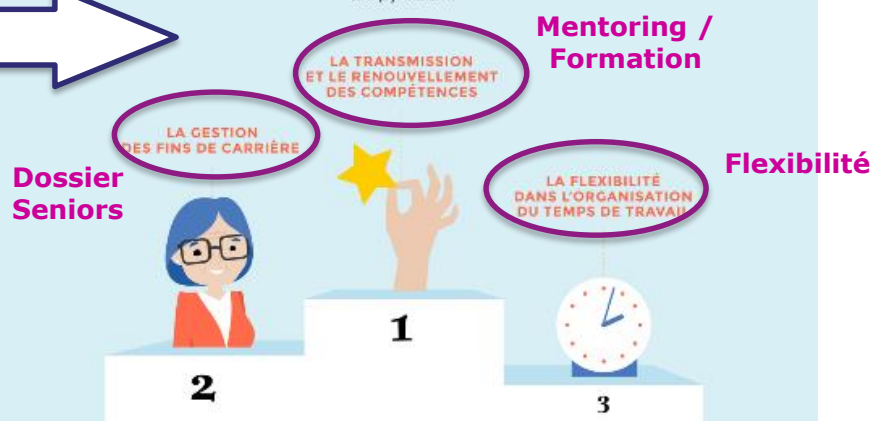 Mentoring /
Formation
LA TRANSMISSION
ET LE RENOUVELLEMENT
DES COMPÉTENCES
LA GESTION
DES FINS DE CARRIÈRE
Dossier
Seniors
Flexibilité
LA FLEXIBILITÉ
DANS L'ORGANISATION
DU TEMPS DE TRAVAIL
1
2
3